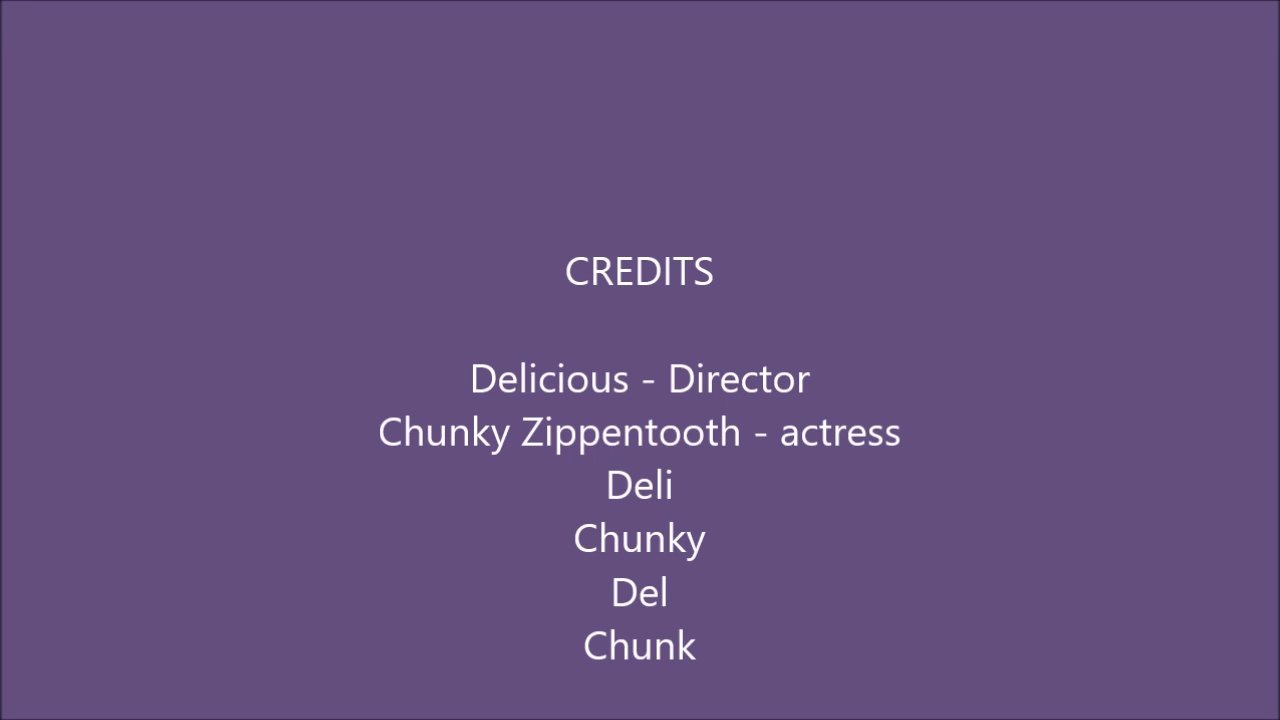 CREDITS
Delicious - Director
Chunky Zippentooth - actress
Deli
Chunky
Del
Chunk